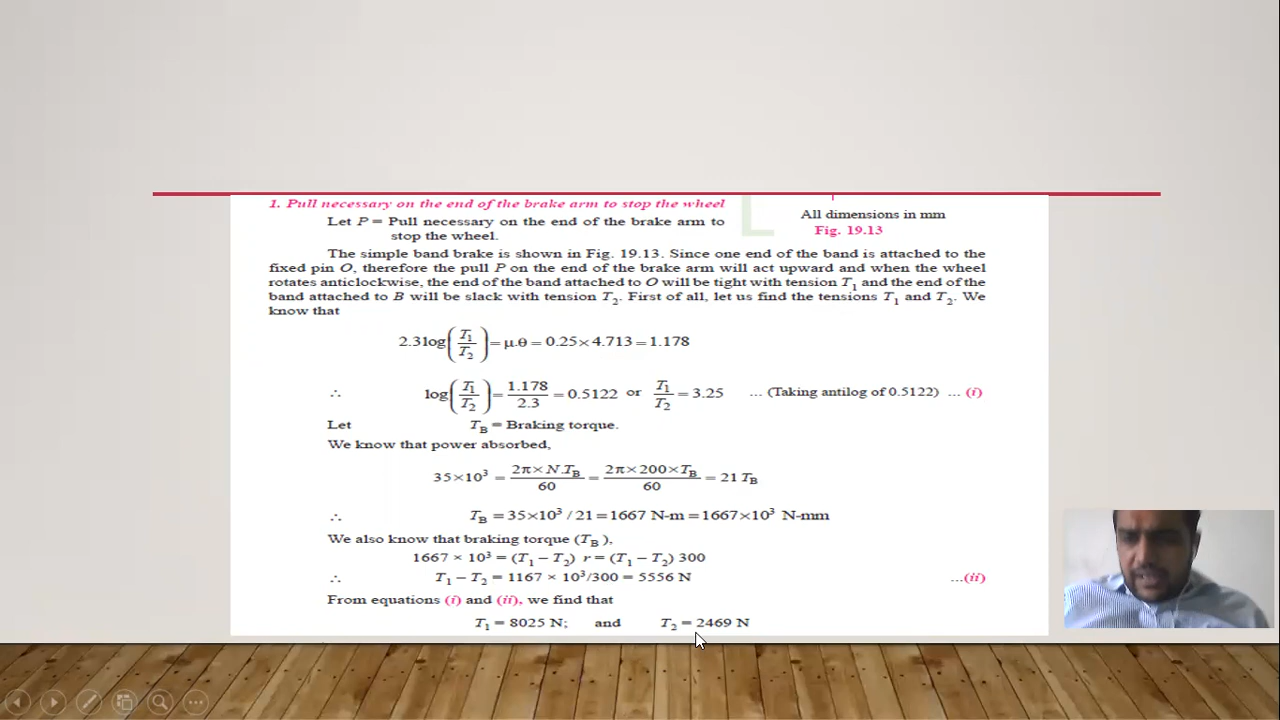 1. Pull necessary on the end of the brake arm to stop the wheel
Let P = Pull necessary on the end of the brake arm to
stop the wheel.
All dimensions in mm
Fig. 19.13
The simple band brake is shown in Fig. 19.13. Since one end of the band is attached to the
fixed pin O, therefore the pull P on the end of the brake arm will act upward and when the wheel
rotates anticlockwise, the end of the band attached to O will be tight with tension T₁ and the end of the
band attached to B will be slack with tension T₂. First of all, let us find the tensions T₁ and T₂. We
know that
2.3log(T₁/T₂) = μ.θ = 0.25×4.713 = 1.178
∴ log(T₁/T₂) = 1.178/2.3 = 0.5122 or T₁/T₂ = 3.25 ... (Taking antilog of 0.5122) ... (i)
Let T_B = Braking torque.
We know that power absorbed,
35×10³ = 2π×N.T_B/60 = 2π×200×T_B/60 = 21 T_B
∴ T_B = 35×10³ / 21 = 1667 N-m = 1667×10³ N-mm
We also know that braking torque (T_B),
1667 × 10³ = (T₁ − T₂) r = (T₁ − T₂) 300
∴ T₁ − T₂ = 1167 × 10³/300 = 5556 N ...(ii)
From equations (i) and (ii), we find that
T₁ = 8025 N; and T₂ = 2469 N